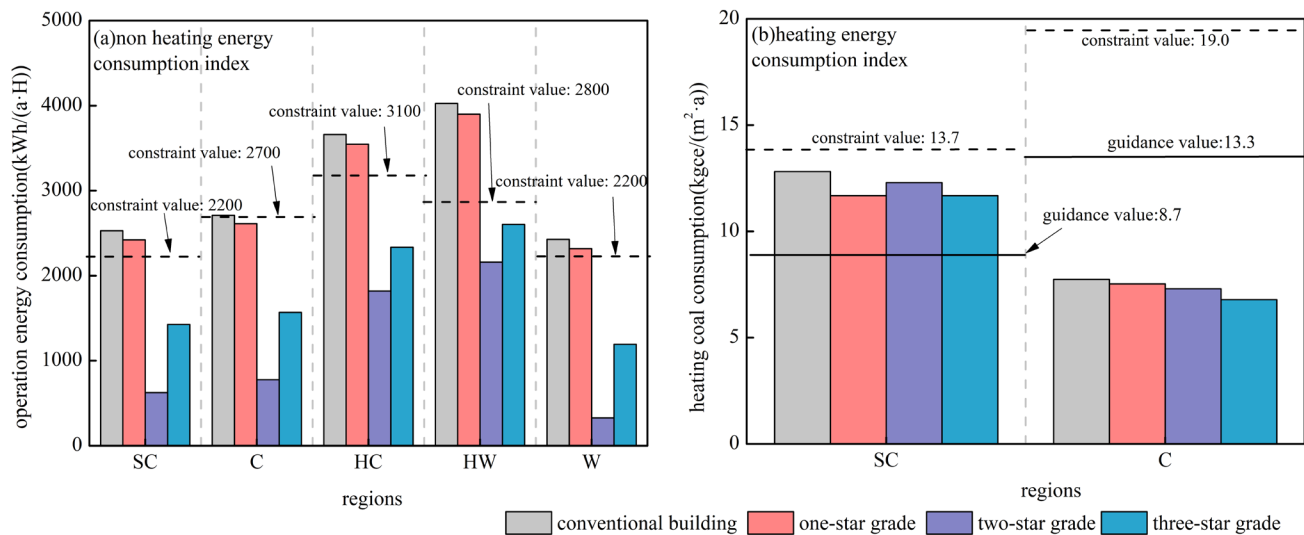 (a)non heating energy
consumption index
operation energy consumption(kWh/(a·H))
5000
4000
3000
2000
1000
0
constraint value: 2200
constraint value: 2700
constraint value: 3100
constraint value: 2800
constraint value: 2200
SC
C
HC
HW
W
regions
(b)heating energy
consumption index
heating coal consumption(kgce/(m²·a))
20
15
10
5
0
constraint value: 19.0
constraint value: 13.7
guidance value:13.3
guidance value:8.7
SC
C
regions
conventional building
one-star grade
two-star grade
three-star grade